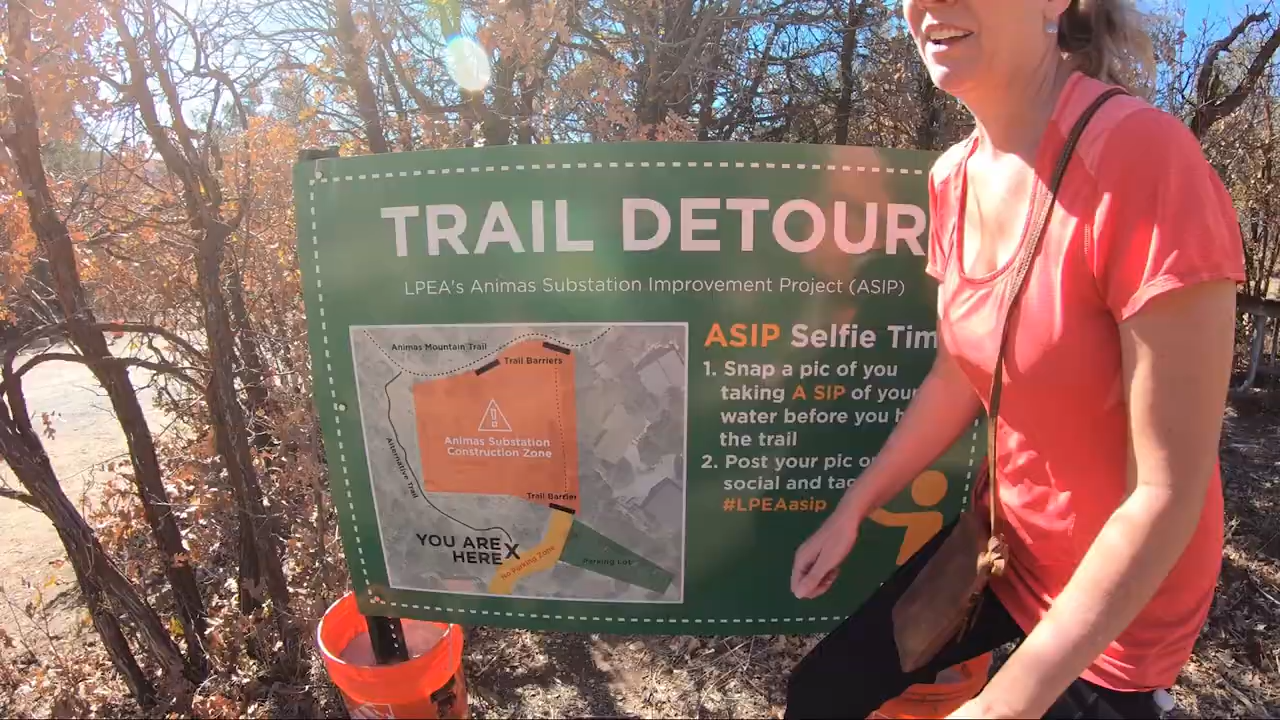 TRAIL DETOUR
LPEA's Animas Substation Improvement Project (ASIP)
Animas Mountain Trail
Trail Barriers
Animas Substation
Construction Zone
Alternative Trail
Trail Barrier
YOU ARE
HERE X
No Parking Zone
Parking Lot
ASIP Selfie Tim
1. Snap a pic of you
taking A SIP of your
water before you
the trail
2. Post your pic
social and tag
#LPEAasip